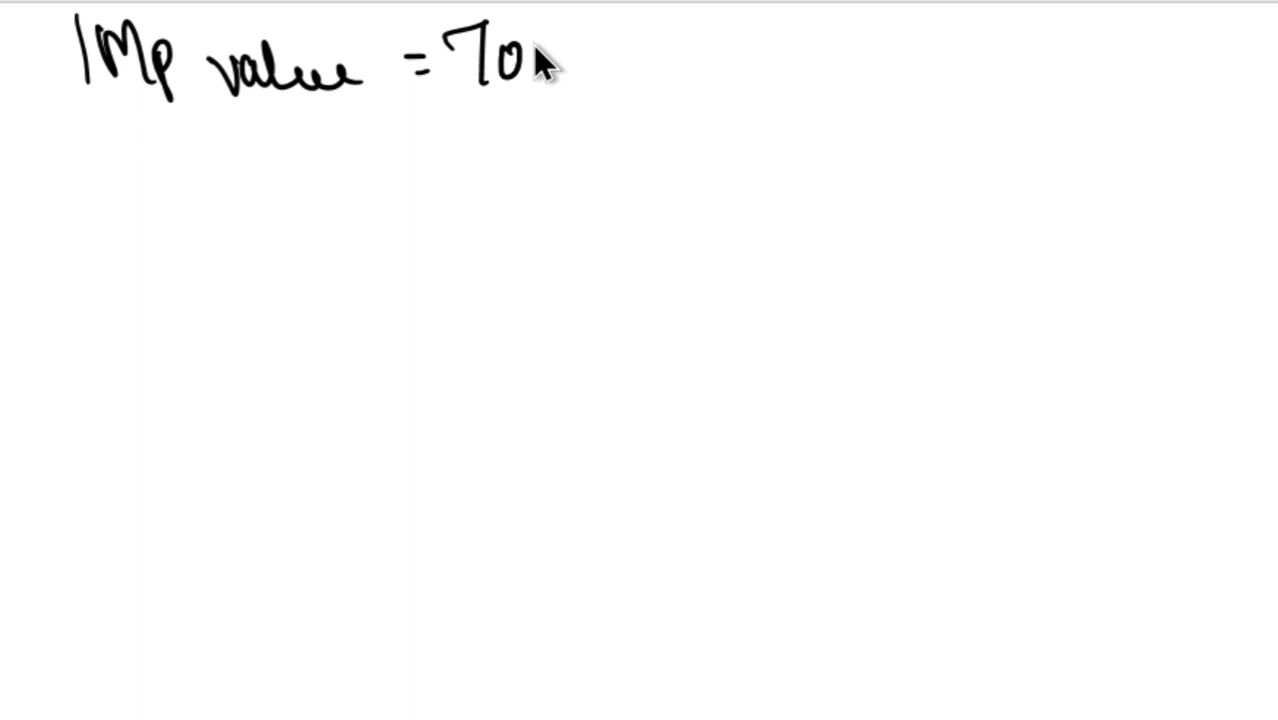 IMp value = 70